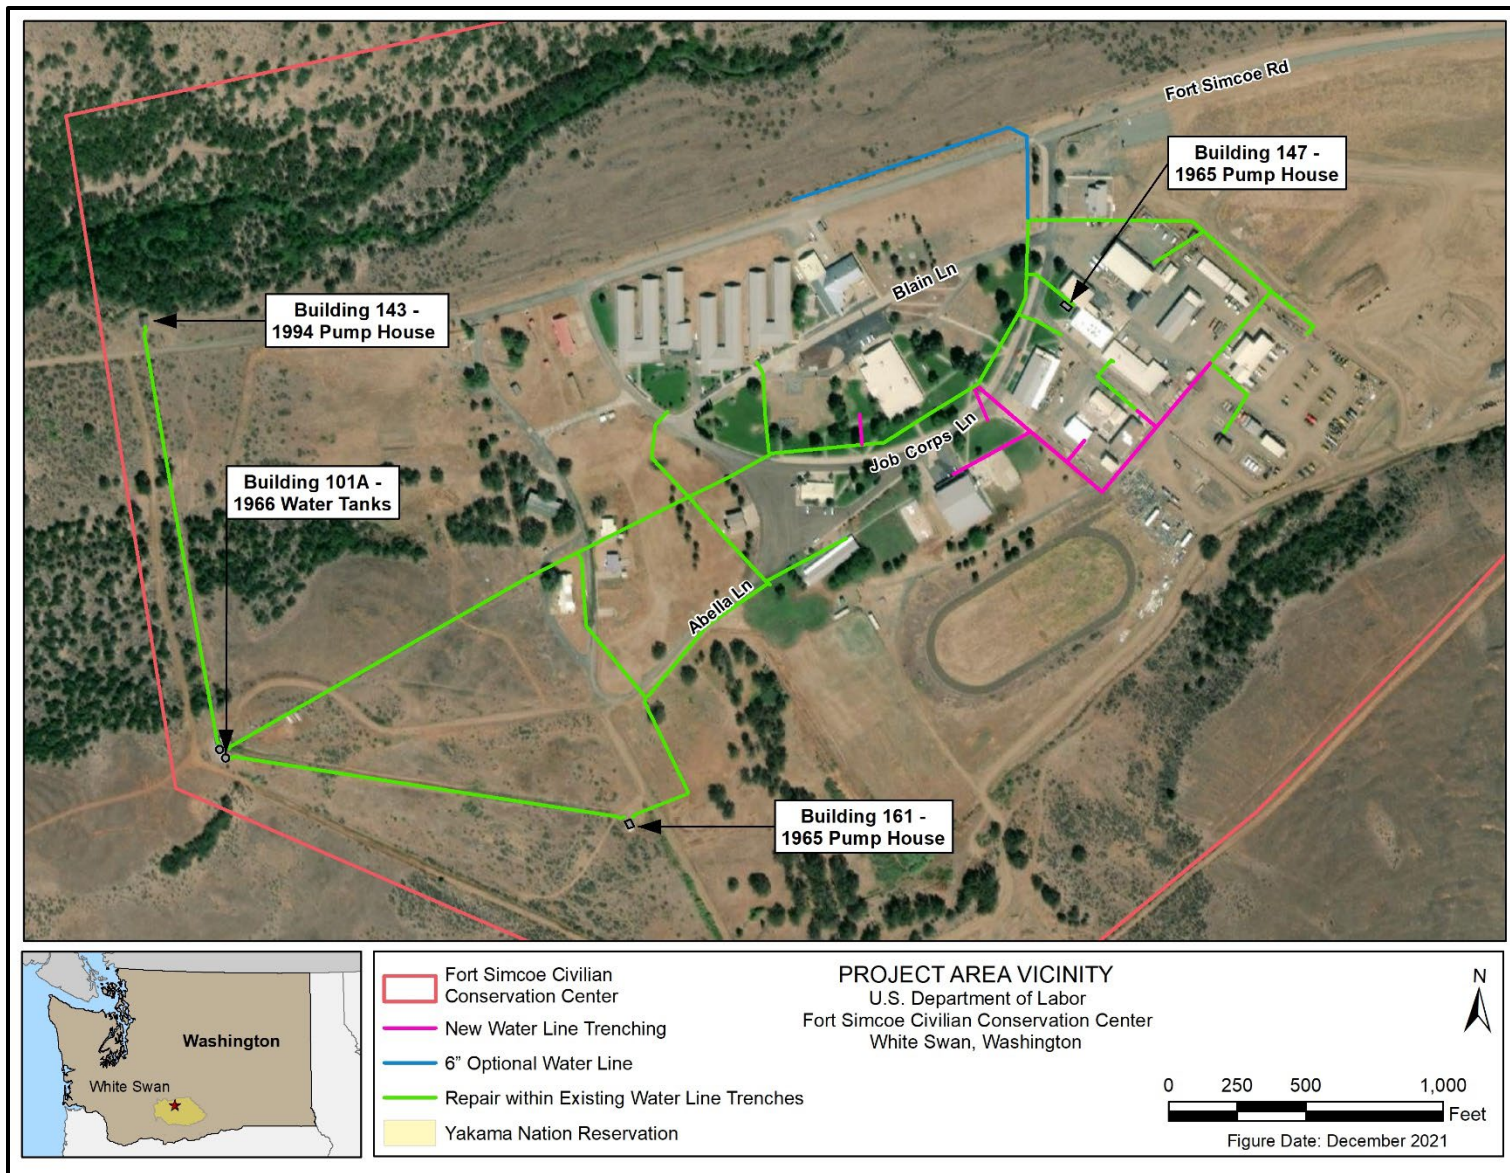 Fort Simcoe Rd
Building 147 -
1965 Pump House
Blain Ln
Building 143 -
1994 Pump House
Job Corps Ln
Building 101A -
1966 Water Tanks
Abella Ln
Building 161 -
1965 Pump House
Washington
White Swan
Fort Simcoe Civilian
Conservation Center
New Water Line Trenching
6" Optional Water Line
Repair within Existing Water Line Trenches
Yakama Nation Reservation
PROJECT AREA VICINITY
U.S. Department of Labor
Fort Simcoe Civilian Conservation Center
White Swan, Washington
N
0 250 500 1,000
Feet
Figure Date: December 2021